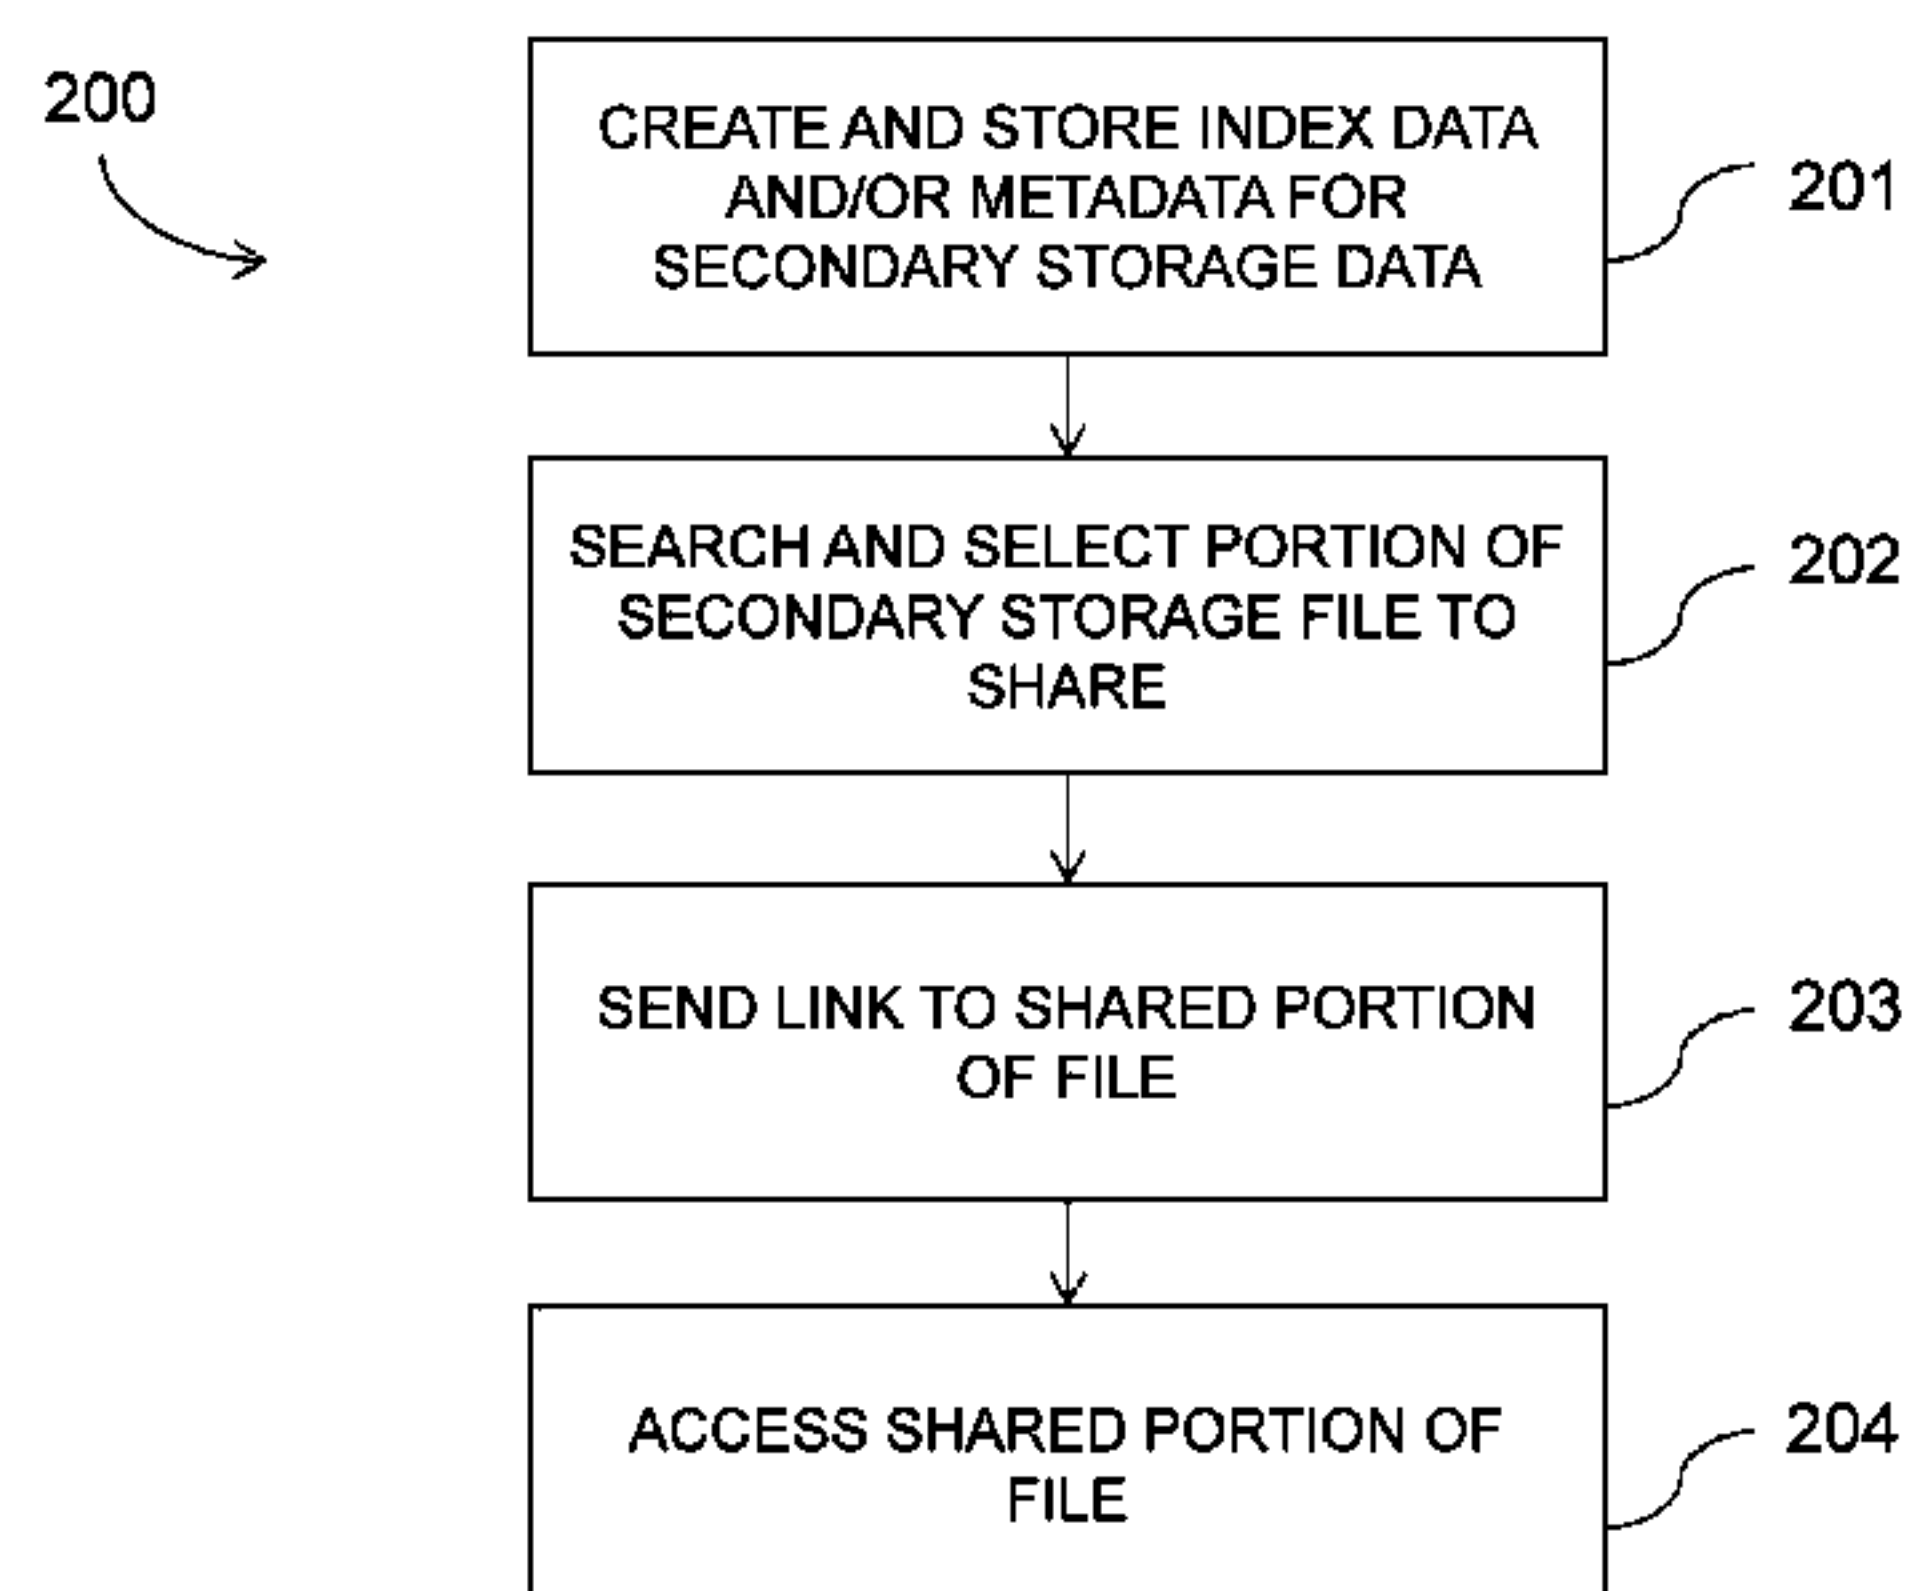 200
CREATE AND STORE INDEX DATA
AND/OR METADATA FOR
SECONDARY STORAGE DATA
201
SEARCH AND SELECT PORTION OF
SECONDARY STORAGE FILE TO
SHARE
202
SEND LINK TO SHARED PORTION
OF FILE
203
ACCESS SHARED PORTION OF
FILE
204